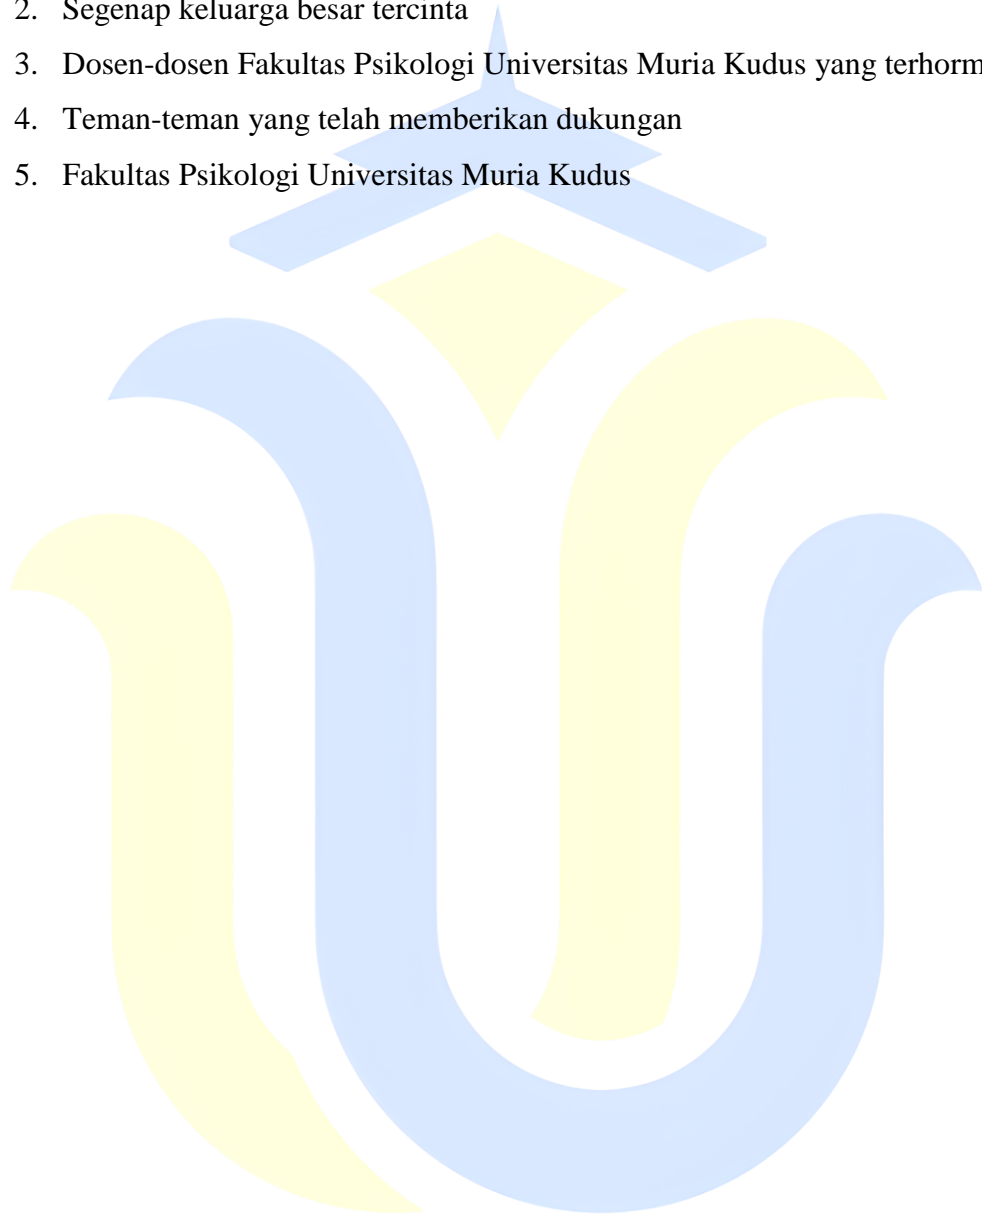 2. Segenap keluarga besar tercinta
3. Dosen-dosen Fakultas Psikologi Universitas Muria Kudus yang terhorm
4. Teman-teman yang telah memberikan dukungan
5. Fakultas Psikologi Universitas Muria Kudus